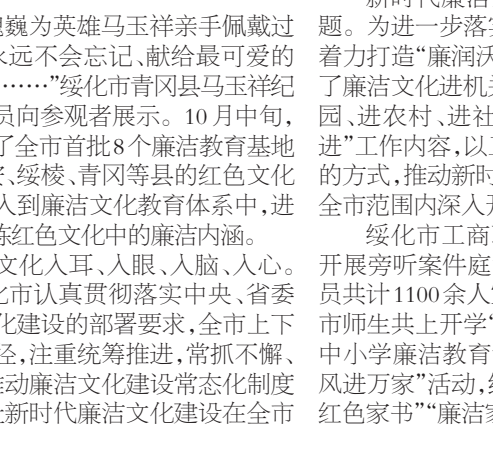 魏巍为英雄马玉祥亲手佩戴过
永远不会忘记、献给最可爱的
……”绥化市青冈县马玉祥纪
员向参观者展示。10月中旬,
了全市首批8个廉洁教育基地
、绥棱、青冈等县的红色文化
入到廉洁文化教育体系中,进
炼红色文化中的廉洁内涵。
文化入耳、入眼、入脑、入心。
化市认真贯彻落实中央、省委
化建设的部署要求,全市上下
径,注重统筹推进,常抓不懈、
推动廉洁文化建设常态化制度
让新时代廉洁文化建设在全市
新时代廉洁
题。为进一步落实
着力打造“廉润沃
了廉洁文化进机
园、进农村、进社
进”工作内容,以
的方式,推动新时
全市范围内深入开
绥化市工商
开展旁听案件庭
员共计1100余人
市师生共上开学“
中小学廉洁教育
风进万家”活动,
红色家书”“廉洁家